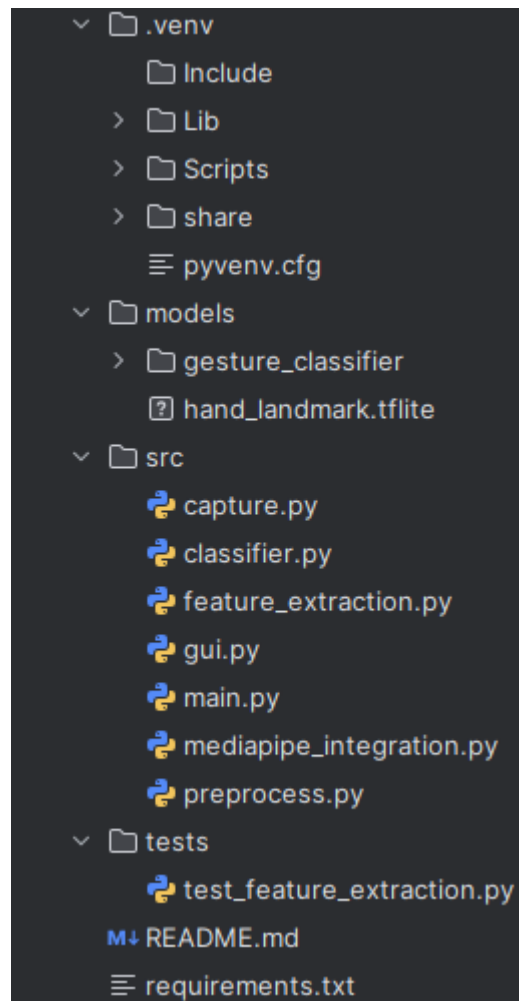 .venv
Include
Lib
Scripts
share
pyvenv.cfg
models
gesture_classifier
hand_landmark.tflite
src
capture.py
classifier.py
feature_extraction.py
gui.py
main.py
mediapipe_integration.py
preprocess.py
tests
test_feature_extraction.py
M↓ README.md
requirements.txt